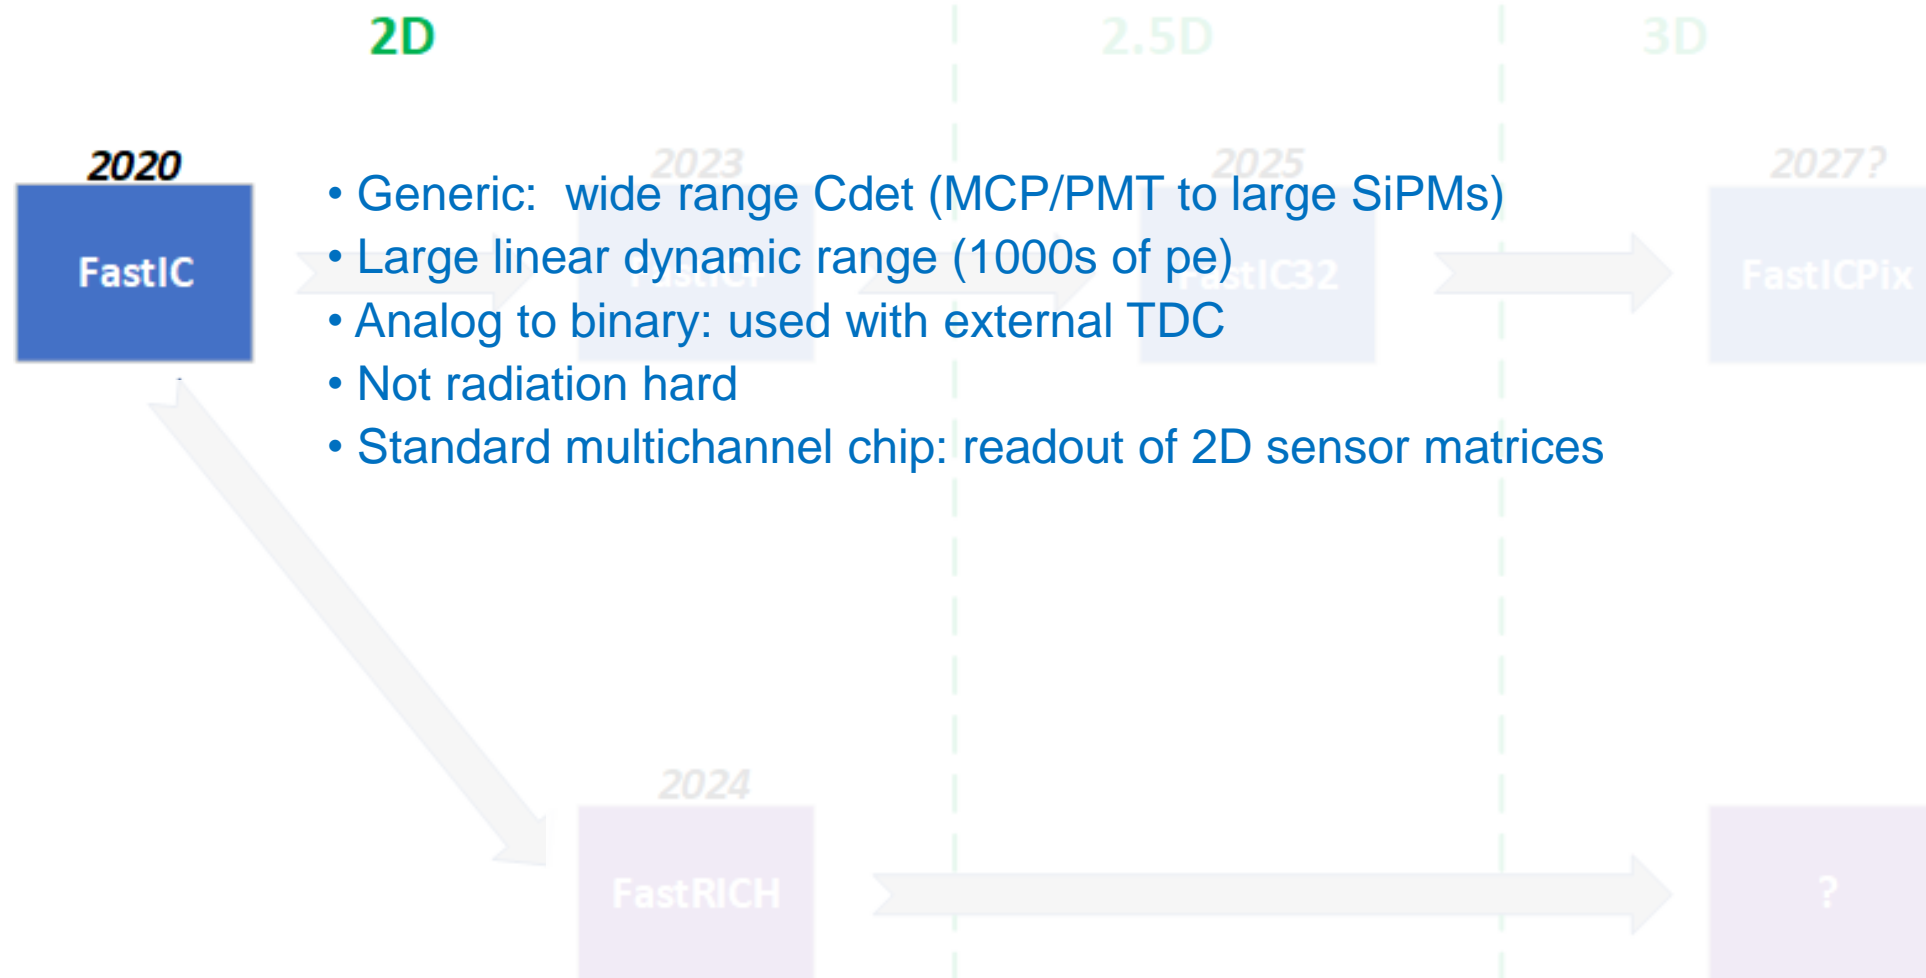 2D
2.5D
3D
2020
2023
2025
2027?
• Generic:  wide range Cdet (MCP/PMT to large SiPMs)
• Large linear dynamic range (1000s of pe)
FastIC
FastIC32
FastICPix
• Analog to binary: used with external TDC
• Not radiation hard
• Standard multichannel chip: readout of 2D sensor matrices
2024
FastRICH
?